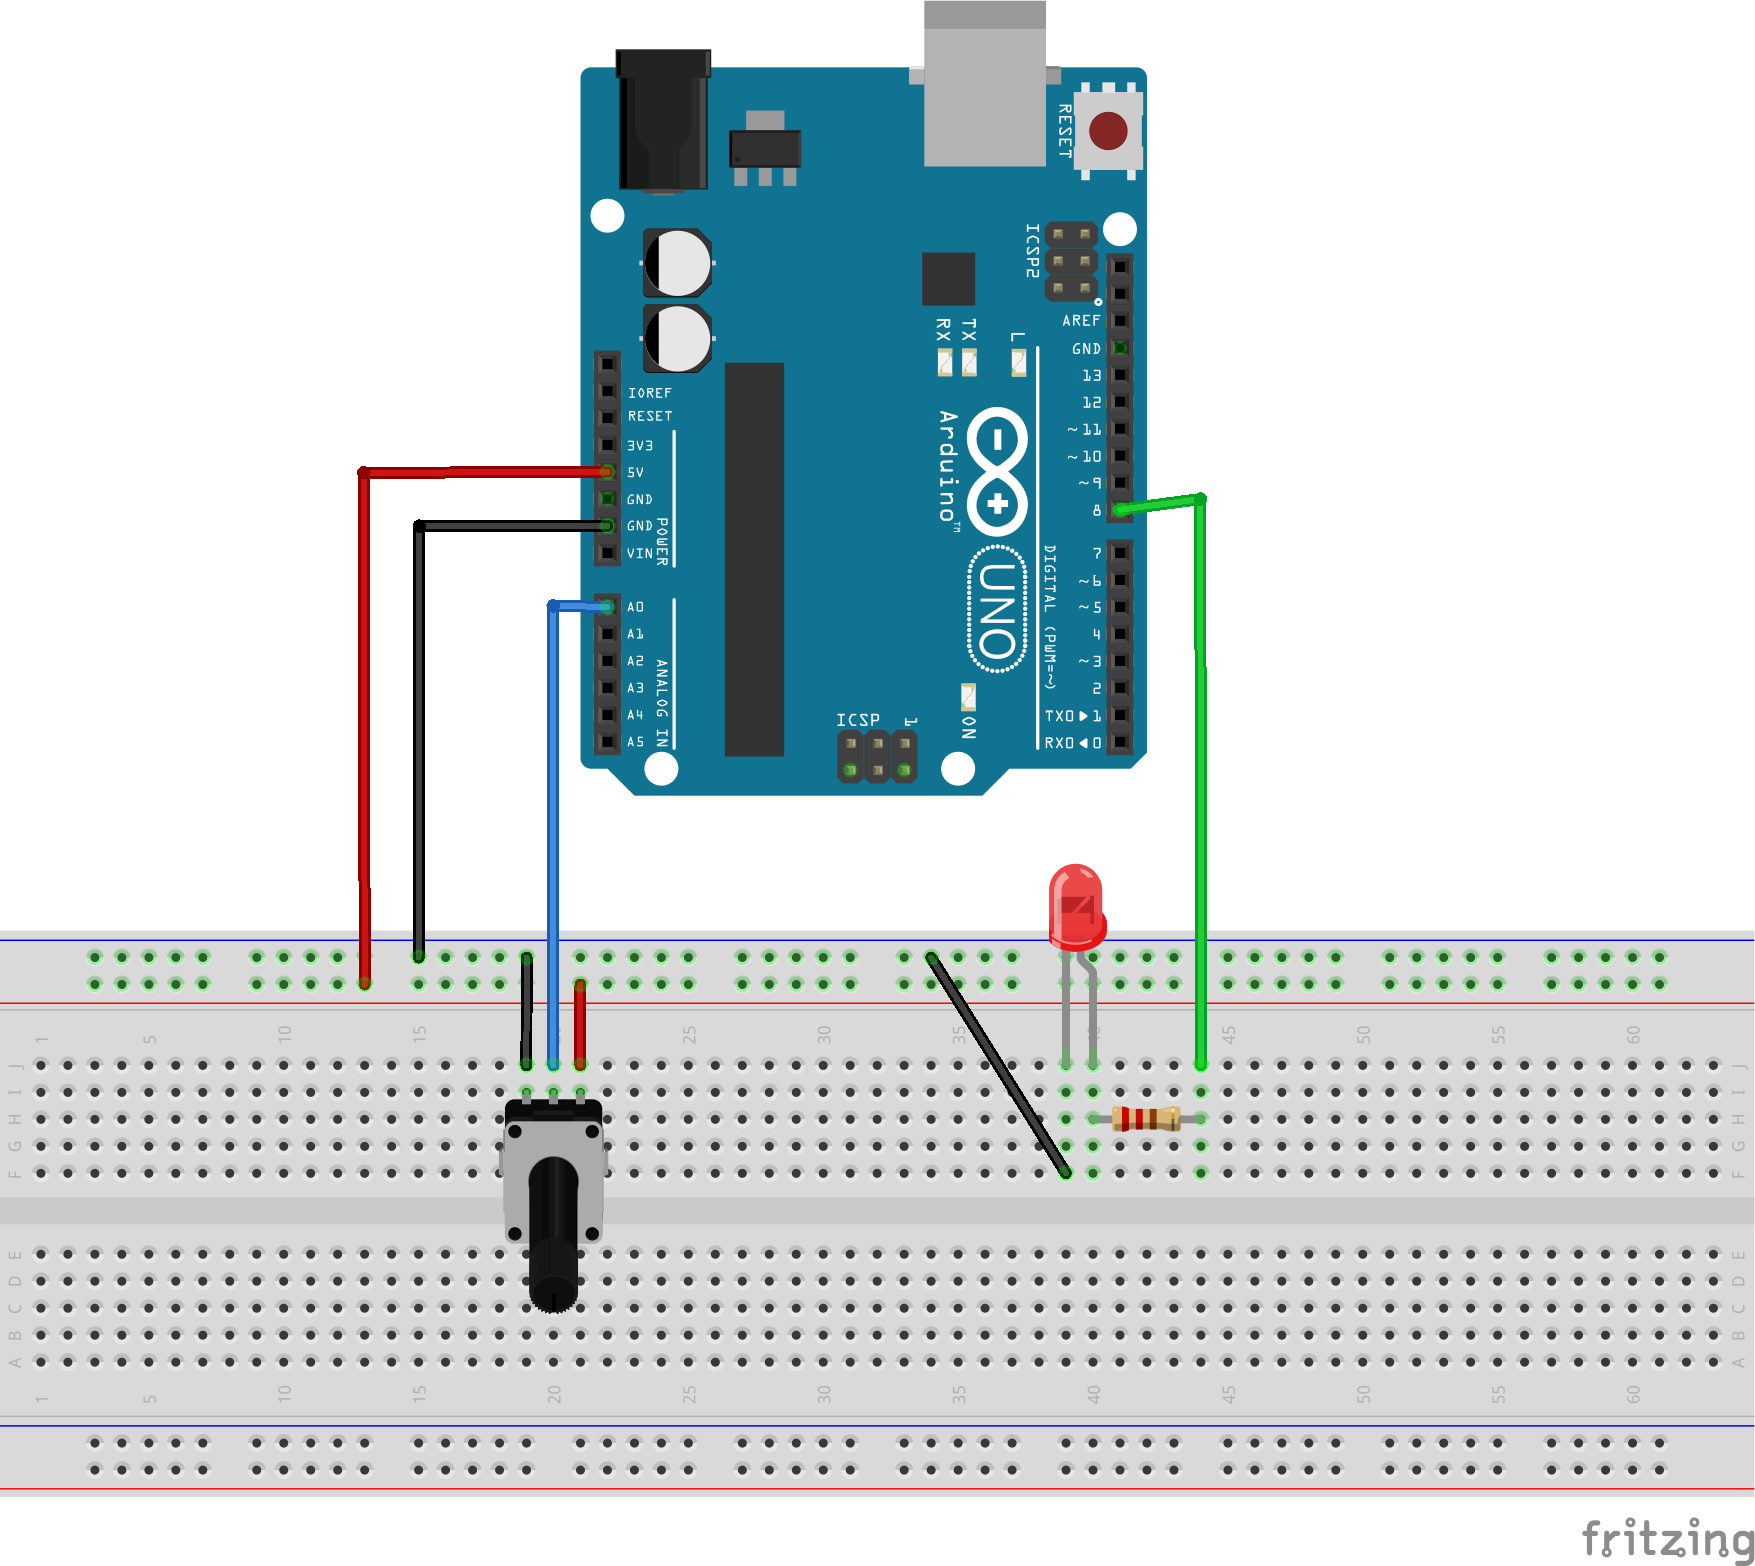 RESET
ICSP2
AREF
GND
13
12
~11
~10
~9
8
RX
TX
L
IOREF
RESET
3V3
5V
GND
GND
VIN
POWER
Arduino™
UNO
DIGITAL (PWM=~)
7
~6
~5
4
~3
2
TX0▶1
RX0◀0
A0
A1
A2
A3
A4
A5
ANALOG IN
ICSP
1
ON
1
5
10
15
25
30
35
40
45
50
55
60
J
I
H
G
F
J
I
H
G
F
E
D
C
B
A
E
D
C
B
A
1
5
10
15
20
25
30
35
40
45
50
55
60
fritzing